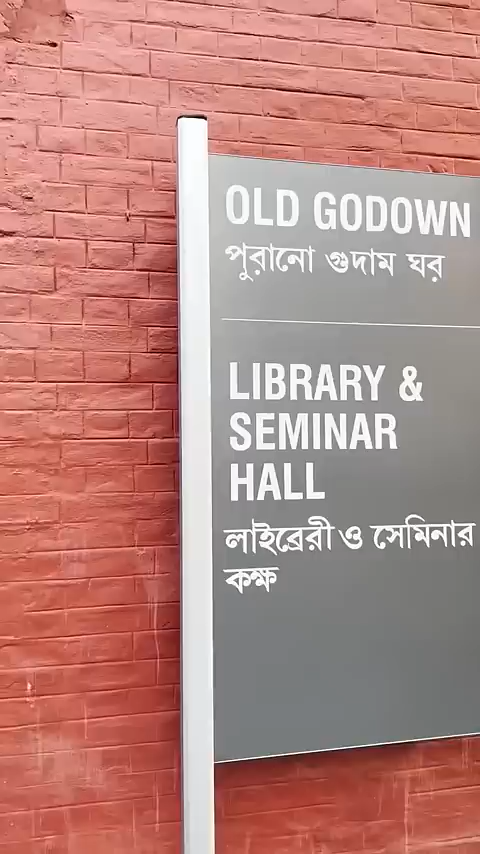 OLD GODOWN
পুরানো গুদাম ঘর
LIBRARY &
SEMINAR
HALL
লাইব্রেরী ও সেমিনার
কক্ষ